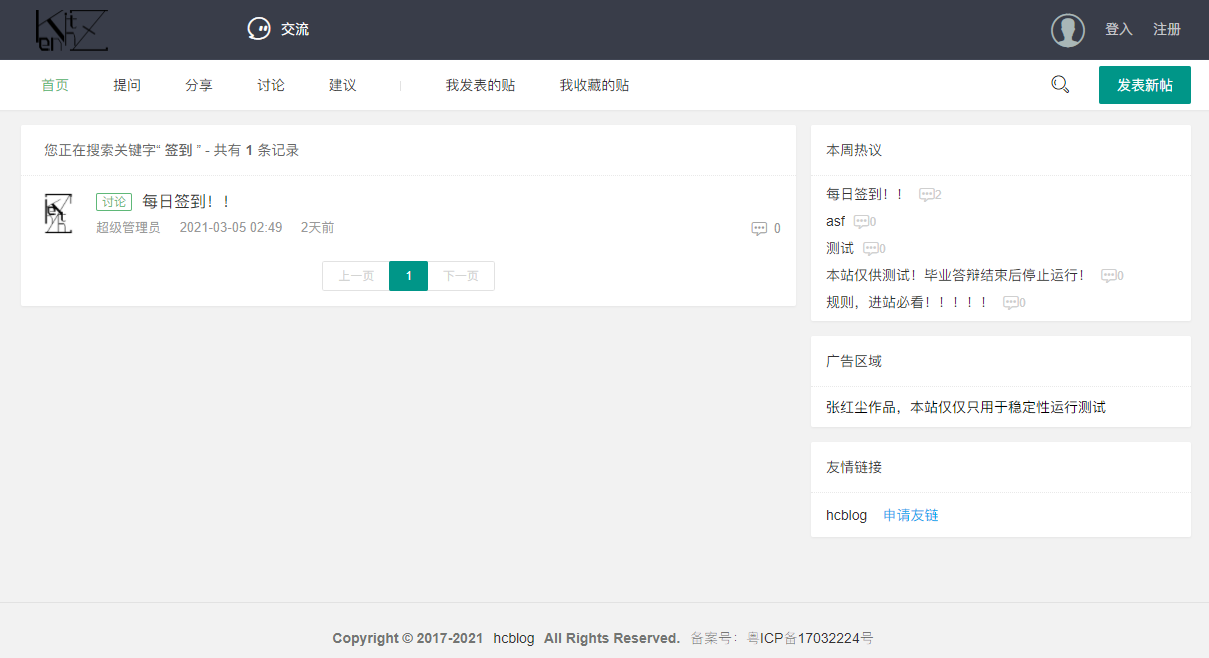 交流
登入 注册
首页 提问 分享 讨论 建议 我发表的贴 我收藏的贴 发表新帖
您正在搜索关键字“ 签到 ” - 共有 1 条记录
讨论 每日签到！！
超级管理员 2021-03-05 02:49 2天前 0
上一页 1 下一页
本周热议
每日签到！！ 2
asf 0
测试 0
本站仅供测试！毕业答辩结束后停止运行！ 0
规则，进站必看！！！！！ 0
广告区域
张红尘作品，本站仅仅只用于稳定性运行测试
友情链接
hcblog 申请友链
Copyright © 2017-2021 hcblog All Rights Reserved. 备案号：粤ICP备17032224号